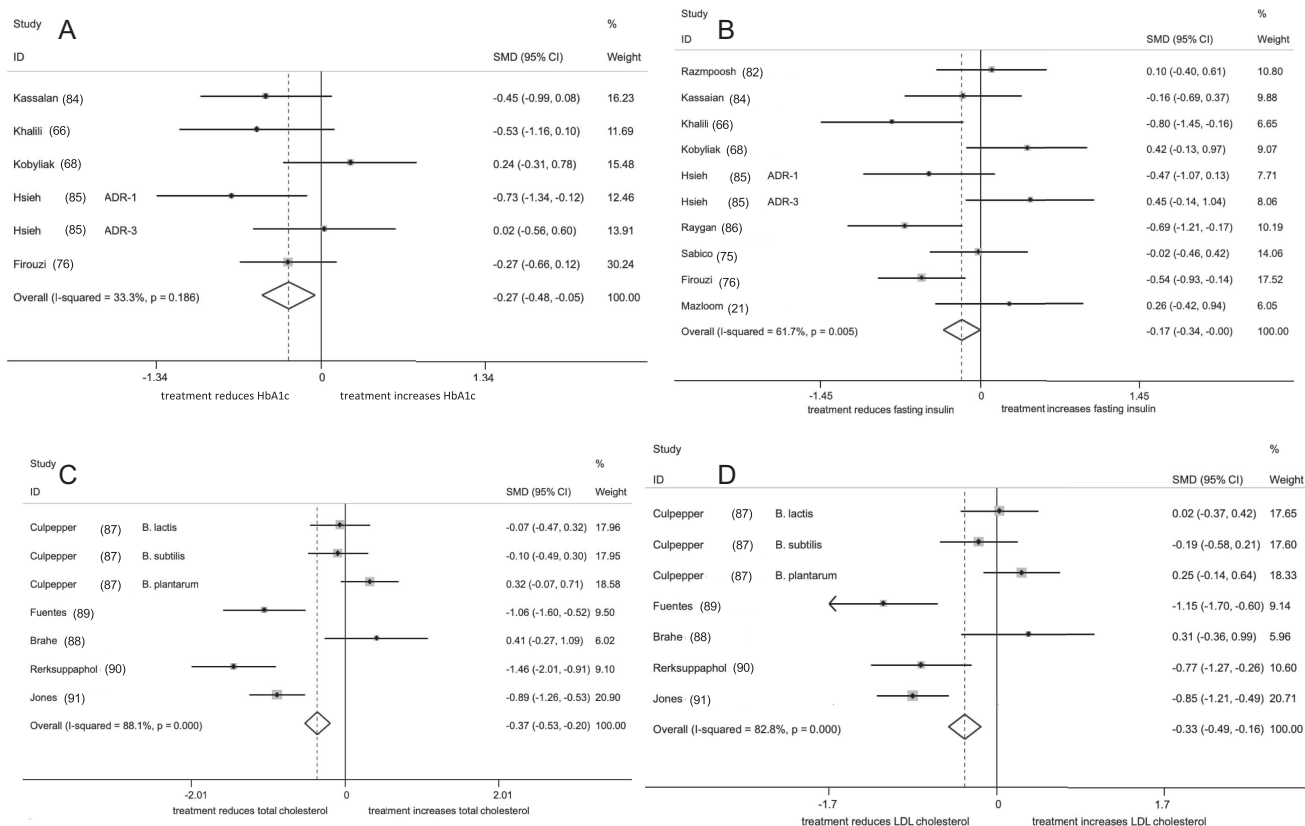 A
Study %
ID SMD (95% CI) Weight
Kassalan (84) -0.45 (-0.99, 0.08) 16.23
Khalili (66) -0.53 (-1.16, 0.10) 11.69
Kobyliak (68) 0.24 (-0.31, 0.78) 15.48
Hsieh (85) ADR-1 -0.73 (-1.34, -0.12) 12.46
Hsieh (85) ADR-3 0.02 (-0.56, 0.60) 13.91
Firouzi (76) -0.27 (-0.66, 0.12) 30.24
Overall (I-squared = 33.3%, p = 0.186) -0.27 (-0.48, -0.05) 100.00
-1.34 0 1.34
treatment reduces HbA1c treatment increases HbA1c
B
Study %
ID SMD (95% CI) Weight
Razmpoosh (82) 0.10 (-0.40, 0.61) 10.80
Kassaian (84) -0.16 (-0.69, 0.37) 9.88
Khalili (66) -0.80 (-1.45, -0.16) 6.65
Kobyliak (68) 0.42 (-0.13, 0.97) 9.07
Hsieh (85) ADR-1 -0.47 (-1.07, 0.13) 7.71
Hsieh (85) ADR-3 0.45 (-0.14, 1.04) 8.06
Raygan (86) -0.69 (-1.21, -0.17) 10.19
Sabico (75) -0.02 (-0.46, 0.42) 14.06
Firouzi (76) -0.54 (-0.93, -0.14) 17.52
Mazloom (21) 0.26 (-0.42, 0.94) 6.05
Overall (I-squared = 61.7%, p = 0.005) -0.17 (-0.34, -0.00) 100.00
-1.45 0 1.45
treatment reduces fasting insulin treatment increases fasting insulin
C
Study %
ID SMD (95% CI) Weight
Culpepper (87) B. lactis -0.07 (-0.47, 0.32) 17.96
Culpepper (87) B. subtilis -0.10 (-0.49, 0.30) 17.95
Culpepper (87) B. plantarum 0.32 (-0.07, 0.71) 18.58
Fuentes (89) -1.06 (-1.60, -0.52) 9.50
Brahe (88) 0.41 (-0.27, 1.09) 6.02
Rerksuppaphol (90) -1.46 (-2.01, -0.91) 9.10
Jones (91) -0.89 (-1.26, -0.53) 20.90
Overall (I-squared = 88.1%, p = 0.000) -0.37 (-0.53, -0.20) 100.00
-2.01 0 2.01
treatment reduces total cholesterol treatment increases total cholesterol
D
Study %
ID SMD (95% CI) Weight
Culpepper (87) B. lactis 0.02 (-0.37, 0.42) 17.65
Culpepper (87) B. subtilis -0.19 (-0.58, 0.21) 17.60
Culpepper (87) B. plantarum 0.25 (-0.14, 0.64) 18.33
Fuentes (89) -1.15 (-1.70, -0.60) 9.14
Brahe (88) 0.31 (-0.36, 0.99) 5.96
Rerksuppaphol (90) -0.77 (-1.27, -0.26) 10.60
Jones (91) -0.85 (-1.21, -0.49) 20.71
Overall (I-squared = 82.8%, p = 0.000) -0.33 (-0.49, -0.16) 100.00
-1.7 0 1.7
treatment reduces LDL cholesterol treatment increases LDL cholesterol